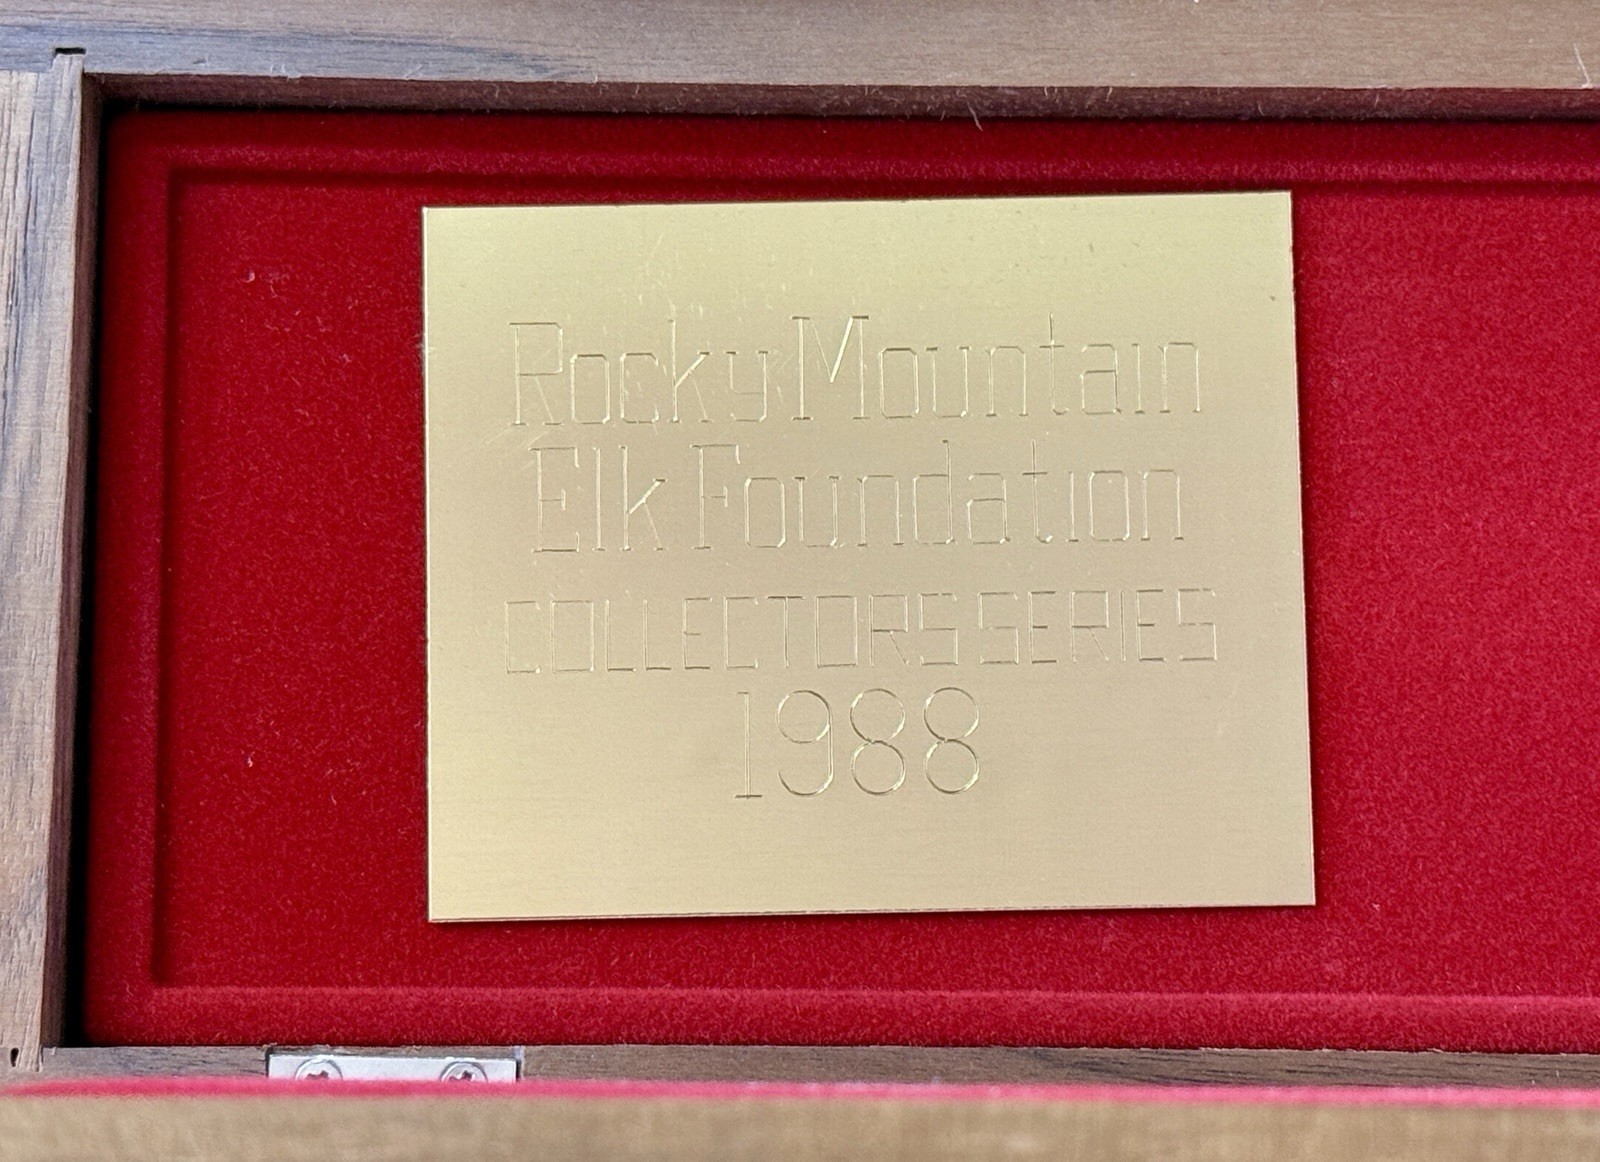 Rocky Mountain
Elk Foundation
COLLECTORS SERIES
1988